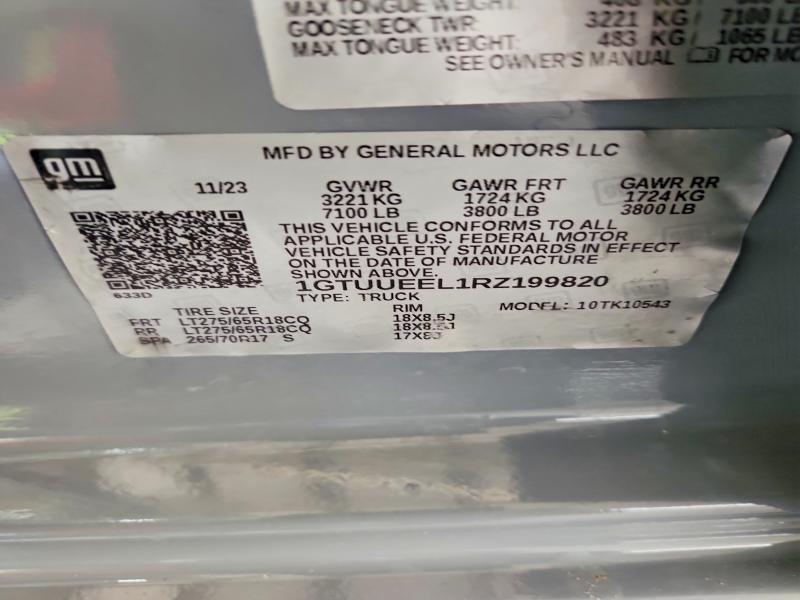 MAX TONGUE WEIGHT:
GOOSENECK TWR: 3221 KG/ 7100 LB
MAX TONGUE WEIGHT: 483 KG/ 1065 LB
SEE OWNER'S MANUAL FOR MO
gm
MFD BY GENERAL MOTORS LLC
11/23 GVWR GAWR FRT GAWR RR
3221 KG 1724 KG 1724 KG
7100 LB 3800 LB 3800 LB
THIS VEHICLE CONFORMS TO ALL
APPLICABLE U.S. FEDERAL MOTOR
VEHICLE SAFETY STANDARDS IN EFFECT
ON THE DATE OF MANUFACTURE
SHOWN ABOVE.
1GTUUEEL1RZ199820
633D TYPE: TRUCK MODEL: 10TK10543
TIRE SIZE RIM
FRT LT275/65R18CQ 18X8.5J
RR LT275/65R18CQ 18X8.5J
SPA 265/70R17 S 17X8J